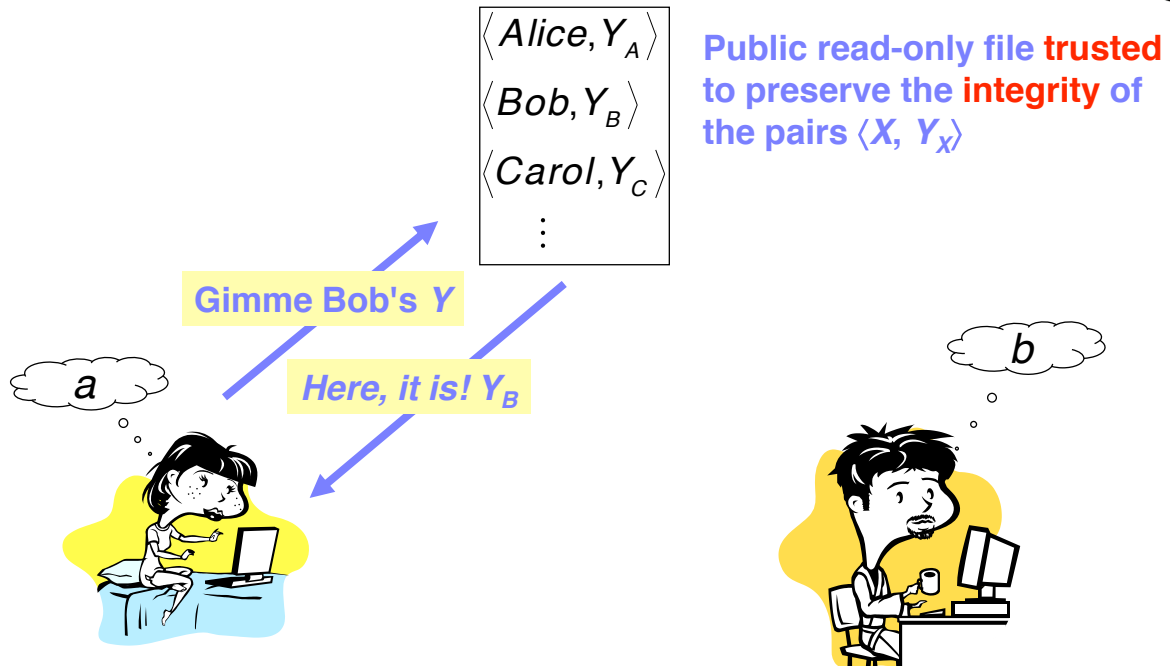 ⟨Alice, Y_A⟩
⟨Bob, Y_B⟩
⟨Carol, Y_C⟩
⋮
Public read-only file trusted
to preserve the integrity of
the pairs ⟨X, Y_X⟩
Gimme Bob's Y
Here, it is! Y_B
a
b